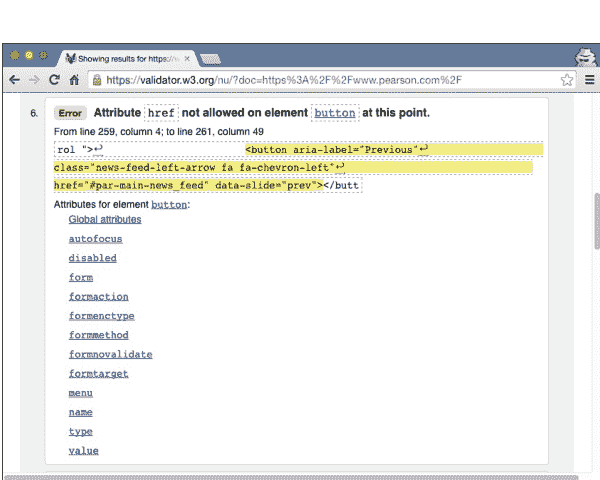 Showing results for https://w
https://validator.w3.org/nu/?doc=https%3A%2F%2Fwww.pearson.com%2F
6. Error Attribute href not allowed on element button at this point.
From line 259, column 4; to line 261, column 49
rol ">↩ <button aria-label="Previous"↩
class="news-feed-left-arrow fa fa-chevron-left"↩
href="#par-main-news_feed" data-slide="prev"></butt
Attributes for element button:
Global attributes
autofocus
disabled
form
formaction
formenctype
formmethod
formnovalidate
formtarget
menu
name
type
value